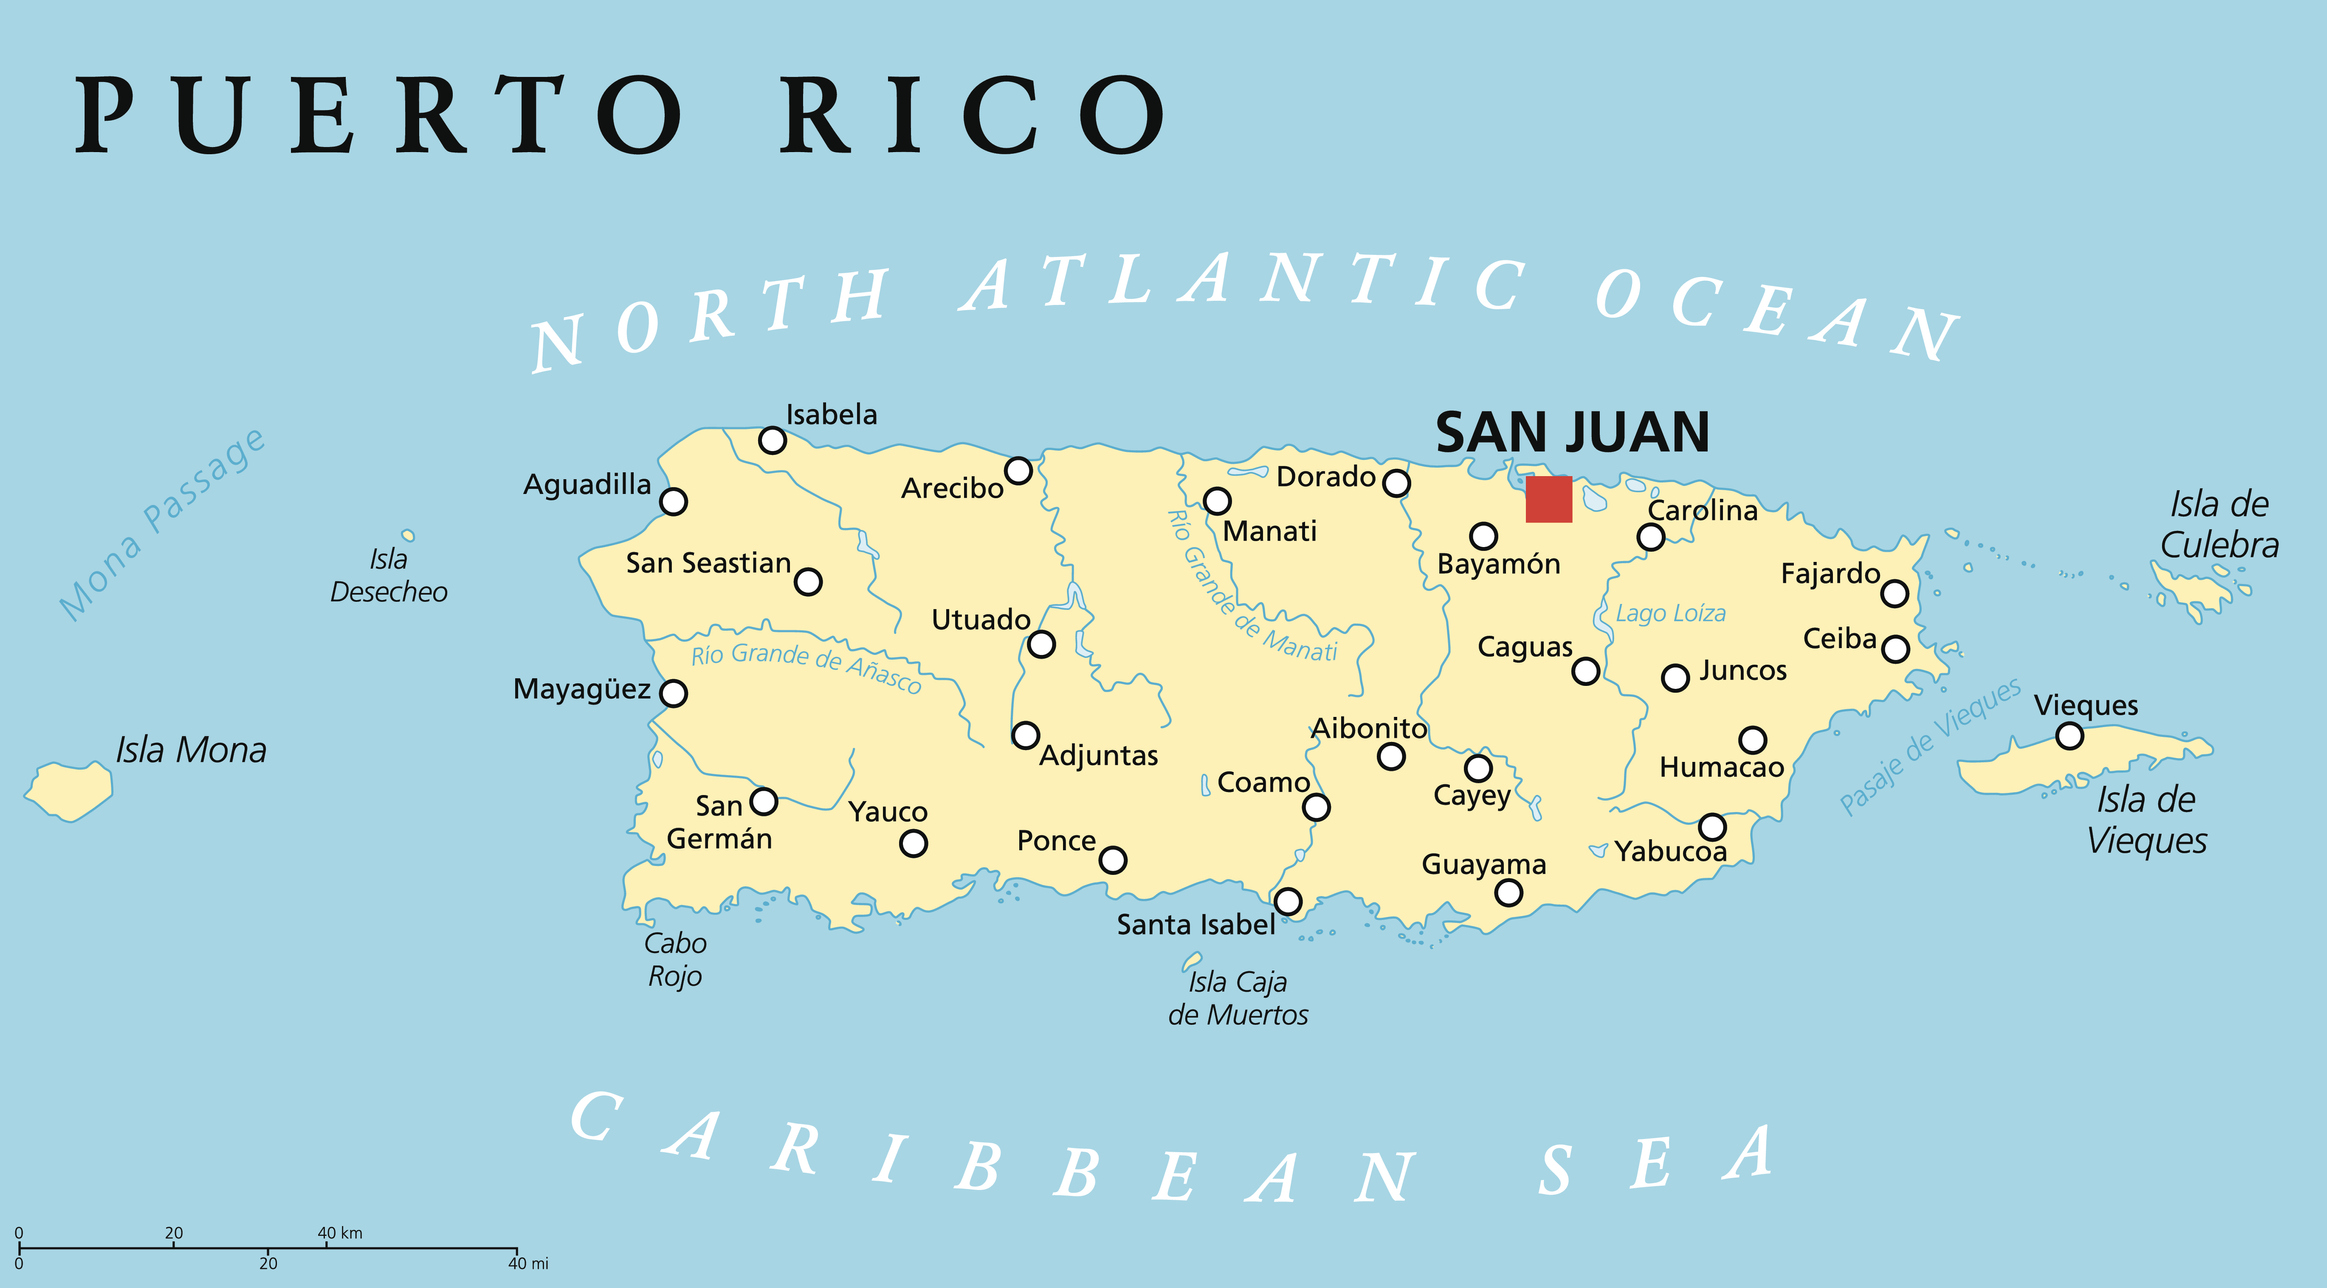 PUERTO RICO
NORTH ATLANTIC OCEAN
Isabela
SAN JUAN
Mona Passage
Aguadilla
Arecibo
Dorado
Manati
Carolina
Isla de
Culebra
Isla
Desecheo
San Seastian
Bayamón
Fajardo
Río Grande de Manati
Utuado
Lago Loíza
Ceiba
Río Grande de Añasco
Caguas
Juncos
Mayagüez
Pasaje de Vieques
Vieques
Isla Mona
Adjuntas
Aibonito
Humacao
Coamo
Cayey
Isla de
Vieques
San
Germán
Yauco
Ponce
Yabucoa
Guayama
Santa Isabel
Cabo
Rojo
Isla Caja
de Muertos
CARIBBEAN SEA
0 20 40 km
0 20 40 mi